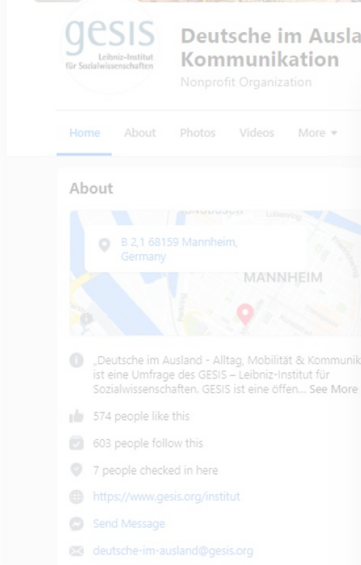 gesis
Leibniz-Institut
für Sozialwissenschaften
Deutsche im Ausla
Kommunikation
Nonprofit Organization
Home About Photos Videos More
About
B 2,1 68159 Mannheim,
Germany
MANNHEIM
„Deutsche im Ausland - Alltag, Mobilität & Kommunik
ist eine Umfrage des GESIS – Leibniz-Institut für
Sozialwissenschaften. GESIS ist eine öffen... See More
574 people like this
603 people follow this
7 people checked in here
https://www.gesis.org/institut
Send Message
deutsche-im-ausland@gesis.org